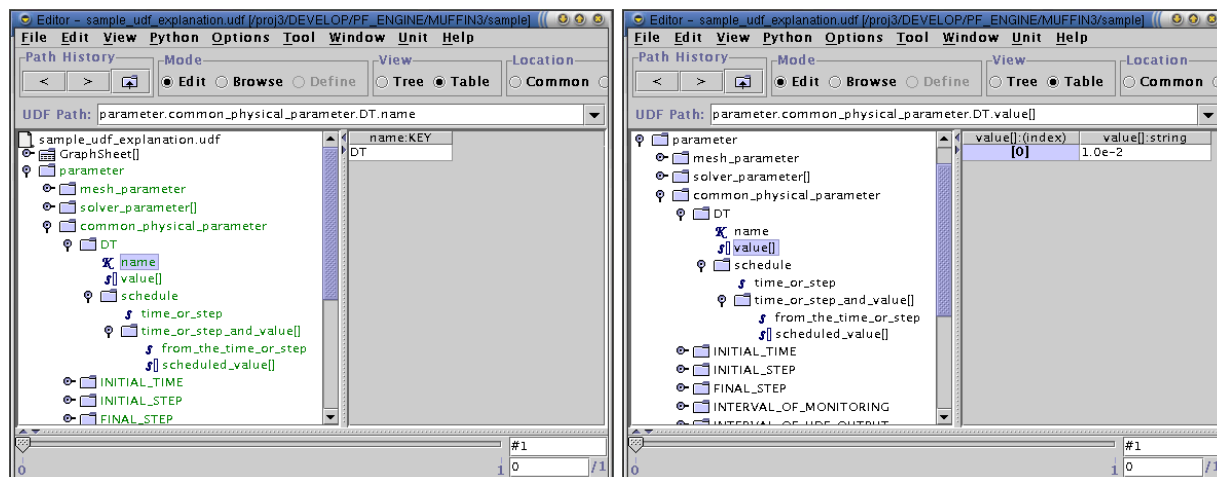 Editor - sample_udf_explanation.udf [/proj3/DEVELOP/PF_ENGINE/MUFFIN3/sample]
File Edit View Python Options Tool Window Unit Help
Path History Mode View Location
< > Edit Browse Define Tree Table Common
UDF Path: parameter.common_physical_parameter.DT.name
sample_udf_explanation.udf
GraphSheet[]
parameter
mesh_parameter
solver_parameter[]
common_physical_parameter
DT
name
value[]
schedule
time_or_step
time_or_step_and_value[]
from_the_time_or_step
scheduled_value[]
INITIAL_TIME
INITIAL_STEP
FINAL_STEP
name:KEY
DT
#1
0 1 0 /1
Editor - sample_udf_explanation.udf [/proj3/DEVELOP/PF_ENGINE/MUFFIN3/sample]
File Edit View Python Options Tool Window Unit Help
Path History Mode View Location
< > Edit Browse Define Tree Table Common
UDF Path: parameter.common_physical_parameter.DT.value[]
parameter
mesh_parameter
solver_parameter[]
common_physical_parameter
DT
name
value[]
schedule
time_or_step
time_or_step_and_value[]
from_the_time_or_step
scheduled_value[]
INITIAL_TIME
INITIAL_STEP
FINAL_STEP
INTERVAL_OF_MONITORING
INTERVAL_OF_UDF_OUTPUT
value[]:(index) value[]:string
[0] 1.0e-2
#1
0 1 0 /1